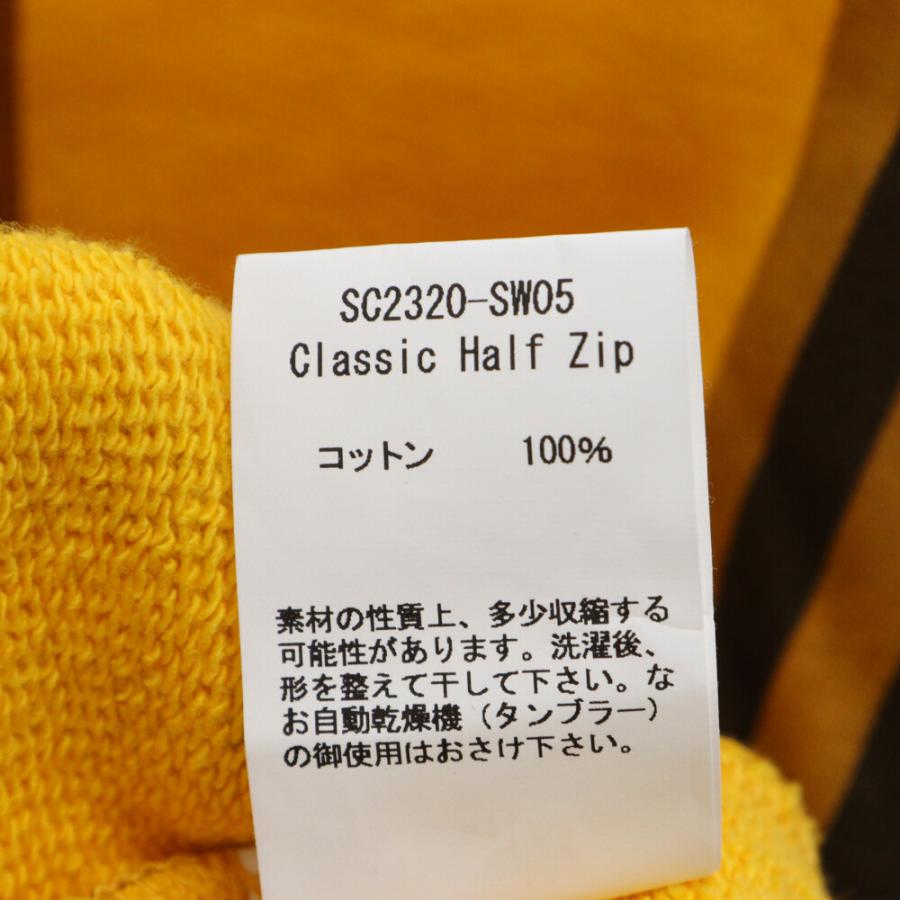 SC2320-SW05
Classic Half Zip
コットン 100%
素材の性質上、多少収縮する
可能性があります。洗濯後、
形を整えて干して下さい。な
お自動乾燥機（タンブラー）
の御使用はおさけ下さい。